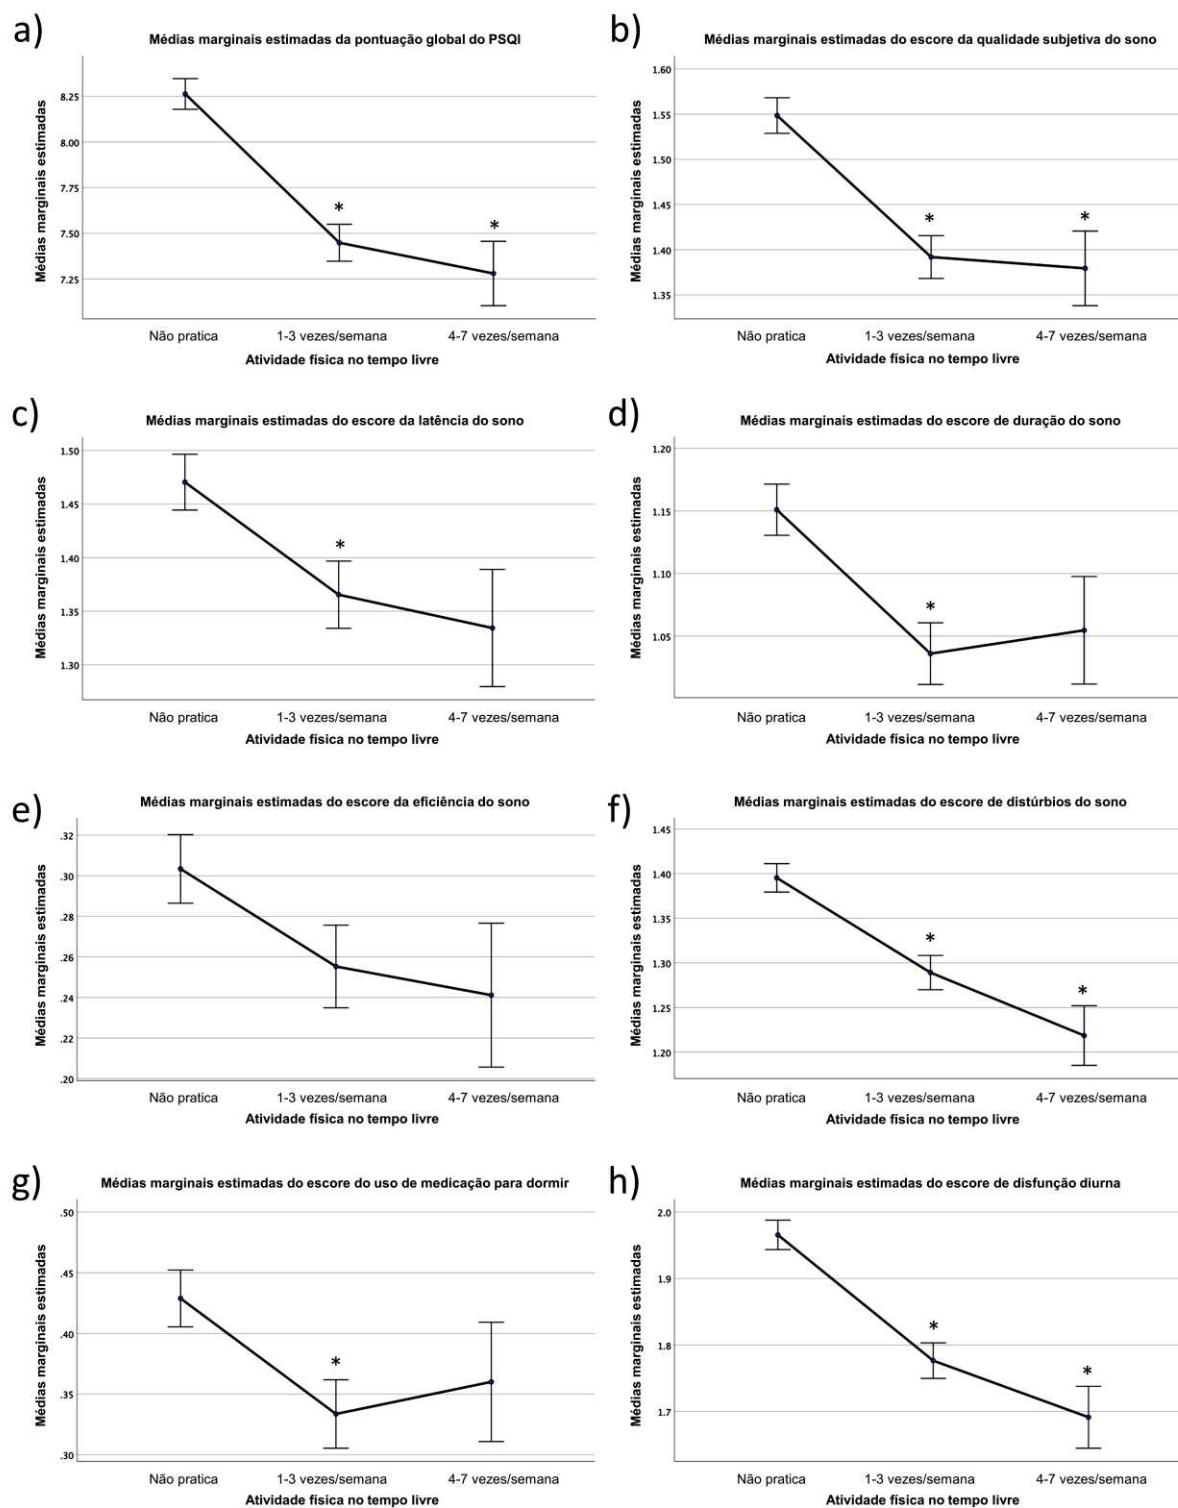 a)
Médias marginais estimadas da pontuação global do PSQI
Médias marginais estimadas
8.25
8.00
7.75
7.50
7.25
*
*
Não pratica
1-3 vezes/semana
4-7 vezes/semana
Atividade física no tempo livre
b)
Médias marginais estimadas do escore da qualidade subjetiva do sono
Médias marginais estimadas
1.60
1.55
1.50
1.45
1.40
1.35
*
*
Não pratica
1-3 vezes/semana
4-7 vezes/semana
Atividade física no tempo livre
c)
Médias marginais estimadas do escore da latência do sono
Médias marginais estimadas
1.50
1.45
1.40
1.35
1.30
*
Não pratica
1-3 vezes/semana
4-7 vezes/semana
Atividade física no tempo livre
d)
Médias marginais estimadas do escore de duração do sono
Médias marginais estimadas
1.20
1.15
1.10
1.05
*
Não pratica
1-3 vezes/semana
4-7 vezes/semana
Atividade física no tempo livre
e)
Médias marginais estimadas do escore da eficiência do sono
Médias marginais estimadas
.32
.30
.28
.26
.24
.22
.20
Não pratica
1-3 vezes/semana
4-7 vezes/semana
Atividade física no tempo livre
f)
Médias marginais estimadas do escore de distúrbios do sono
Médias marginais estimadas
1.45
1.40
1.35
1.30
1.25
1.20
*
*
Não pratica
1-3 vezes/semana
4-7 vezes/semana
Atividade física no tempo livre
g)
Médias marginais estimadas do escore do uso de medicação para dormir
Médias marginais estimadas
.50
.45
.40
.35
.30
*
Não pratica
1-3 vezes/semana
4-7 vezes/semana
Atividade física no tempo livre
h)
Médias marginais estimadas do escore de disfunção diurna
Médias marginais estimadas
2.0
1.9
1.8
1.7
*
*
Não pratica
1-3 vezes/semana
4-7 vezes/semana
Atividade física no tempo livre